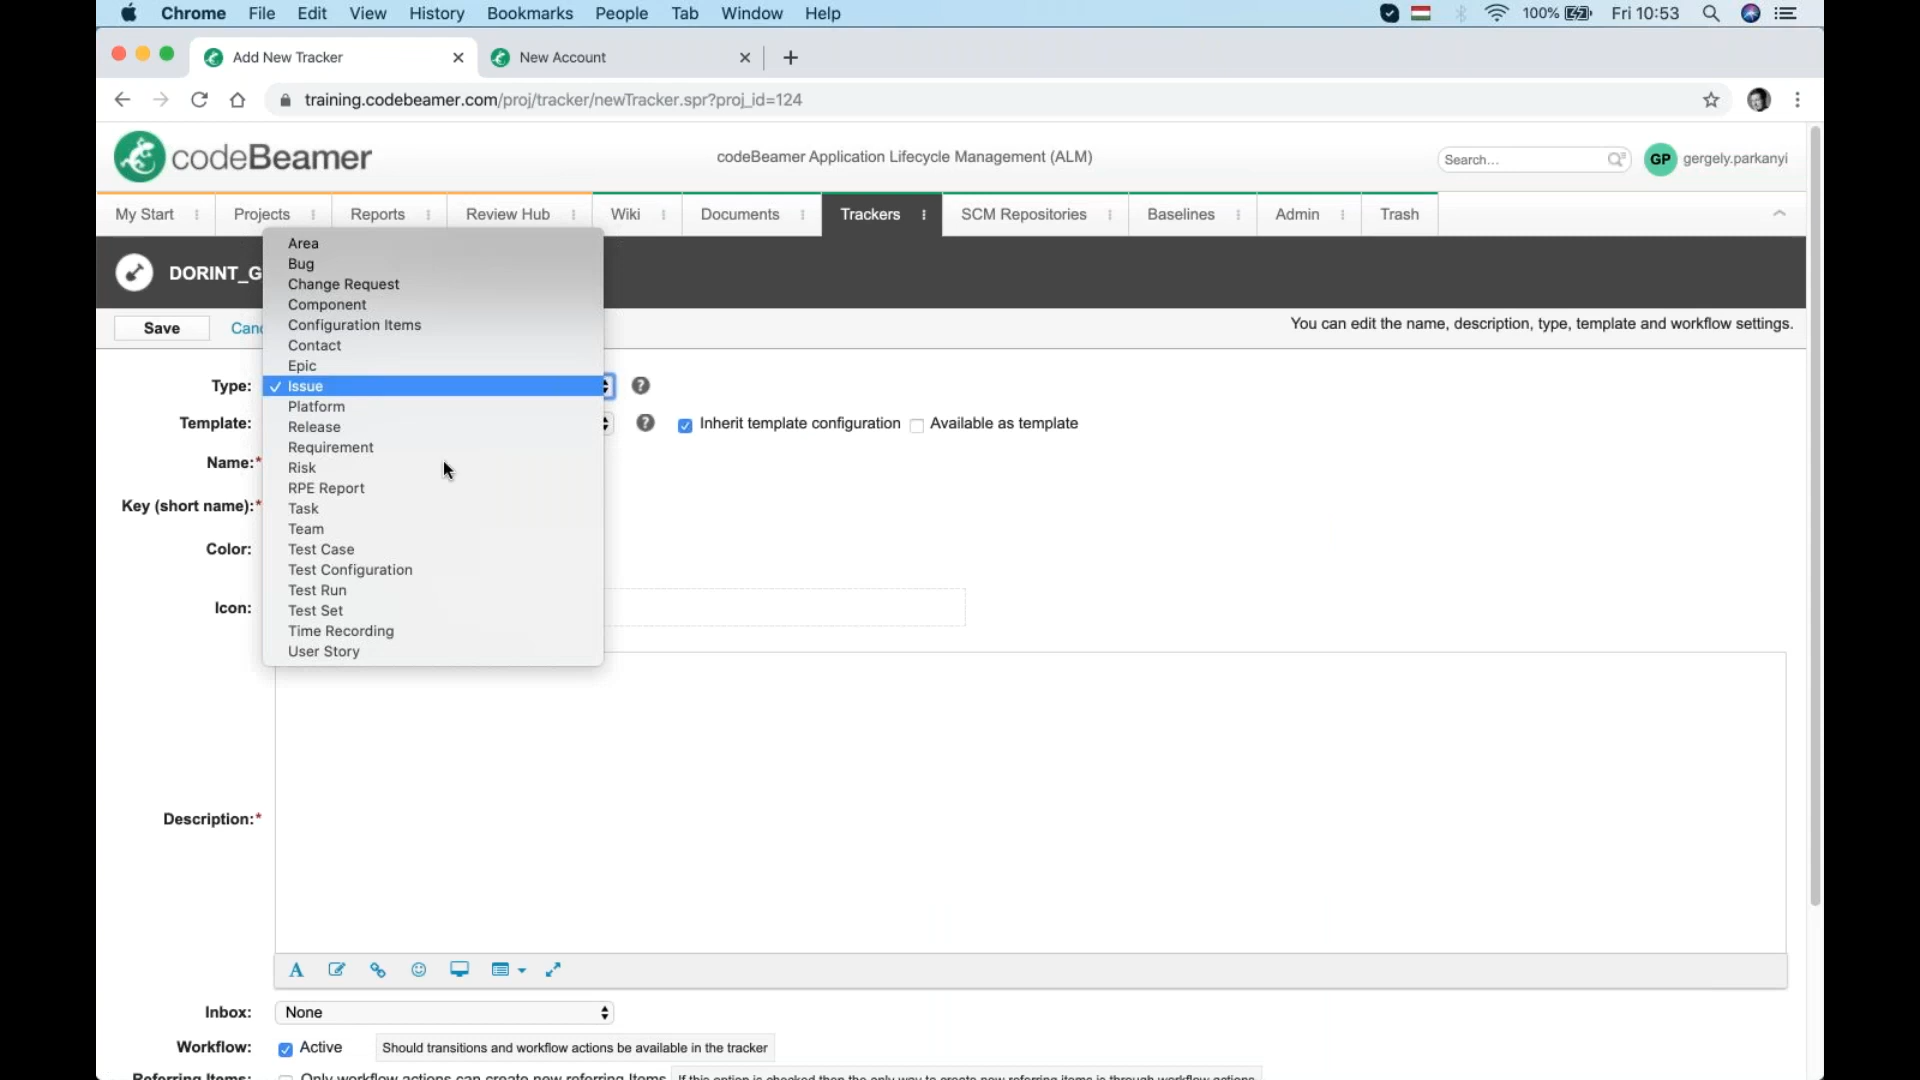 Chrome File Edit View History Bookmarks People Tab Window Help 100% Fri 10:53
Add New Tracker New Account
training.codebeamer.com/proj/tracker/newTracker.spr?proj_id=124
codeBeamer codeBeamer Application Lifecycle Management (ALM) Search... GP gergely.parkanyi
My Start Projects Reports Review Hub Wiki Documents Trackers SCM Repositories Baselines Admin Trash
DORINT_G
Save Canc You can edit the name, description, type, template and workflow settings.
Area
Bug
Change Request
Component
Configuration Items
Contact
Epic
Type: ✓ Issue ?
Platform
Template: ? Inherit template configuration Available as template
Release
Requirement
Name:*
Risk
RPE Report
Key (short name):*
Task
Team
Color:
Test Case
Test Configuration
Test Run
Icon:
Test Set
Time Recording
User Story
Description:*
A
Inbox: None
Workflow: Active Should transitions and workflow actions be available in the tracker
Referring Items: Only workflow actions can create new referring Items If this option is checked then the only way to create new referring items is through workflow actions